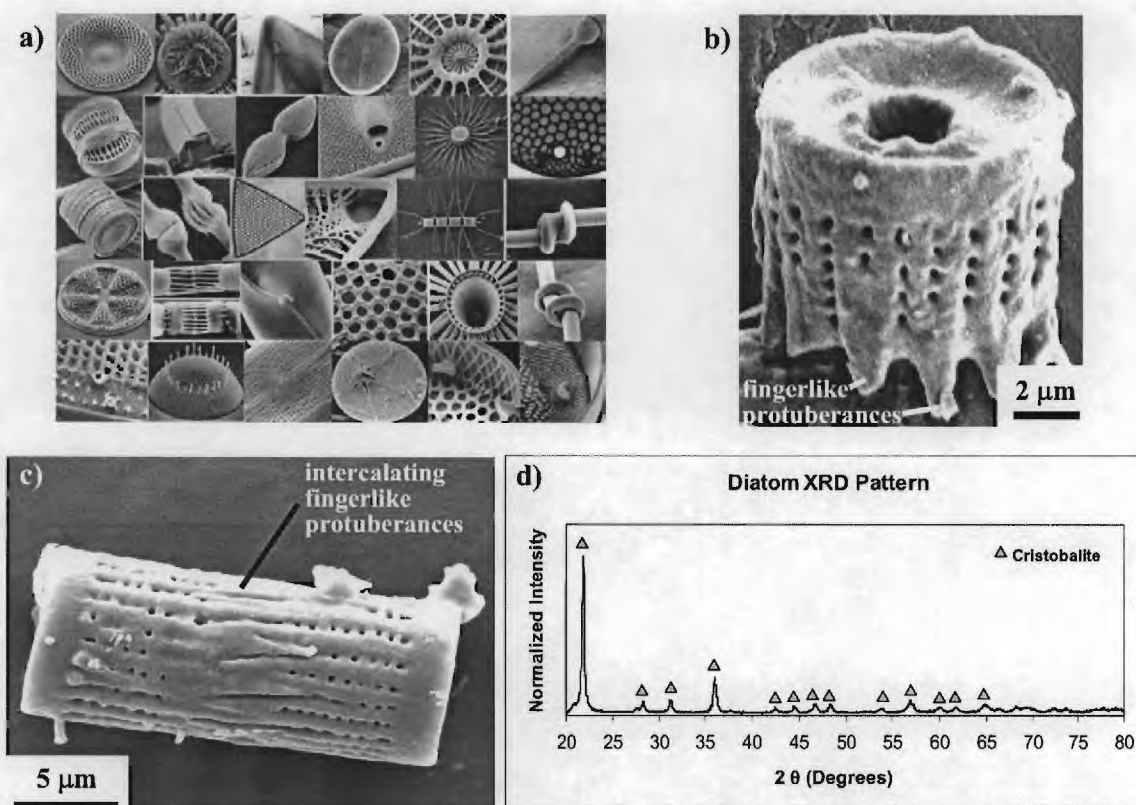 a)
b)
fingerlike
protuberances
2 μm
c)
intercalating
fingerlike
protuberances
5 μm
d)
Diatom XRD Pattern
Normalized Intensity
Cristobalite
20 25 30 35 40 45 50 55 60 65 70 75 80
2 θ (Degrees)